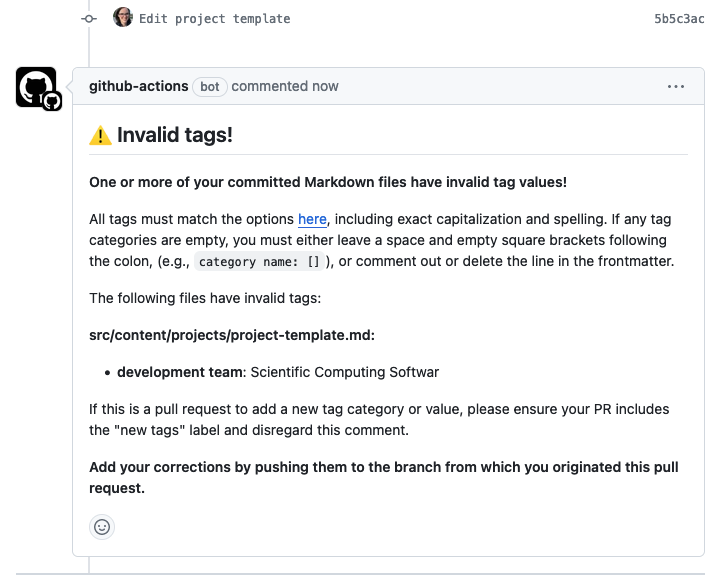 Edit project template 5b5c3ac
github-actions bot commented now
⚠️ Invalid tags!
One or more of your committed Markdown files have invalid tag values!
All tags must match the options here, including exact capitalization and spelling. If any tag
categories are empty, you must either leave a space and empty square brackets following
the colon, (e.g., category name: [] ), or comment out or delete the line in the frontmatter.
The following files have invalid tags:
src/content/projects/project-template.md:
• development team: Scientific Computing Softwar
If this is a pull request to add a new tag category or value, please ensure your PR includes
the "new tags" label and disregard this comment.
Add your corrections by pushing them to the branch from which you originated this pull
request.